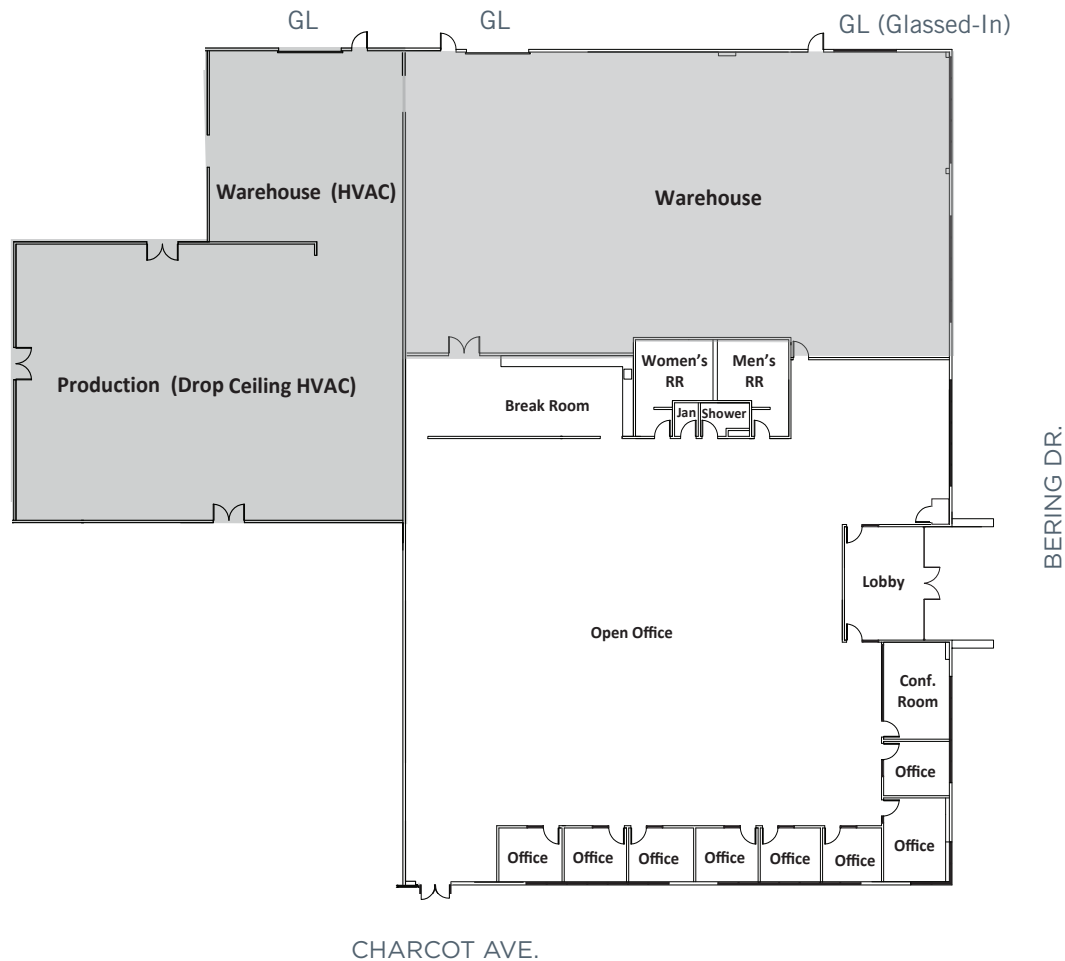 GL
GL
GL (Glassed-In)
Warehouse (HVAC)
Warehouse
Production (Drop Ceiling HVAC)
Women's
RR
Men's
RR
Break Room
Jan
Shower
BERING DR.
Lobby
Open Office
Conf.
Room
Office
Office
Office
Office
Office
Office
Office
Office
CHARCOT AVE.